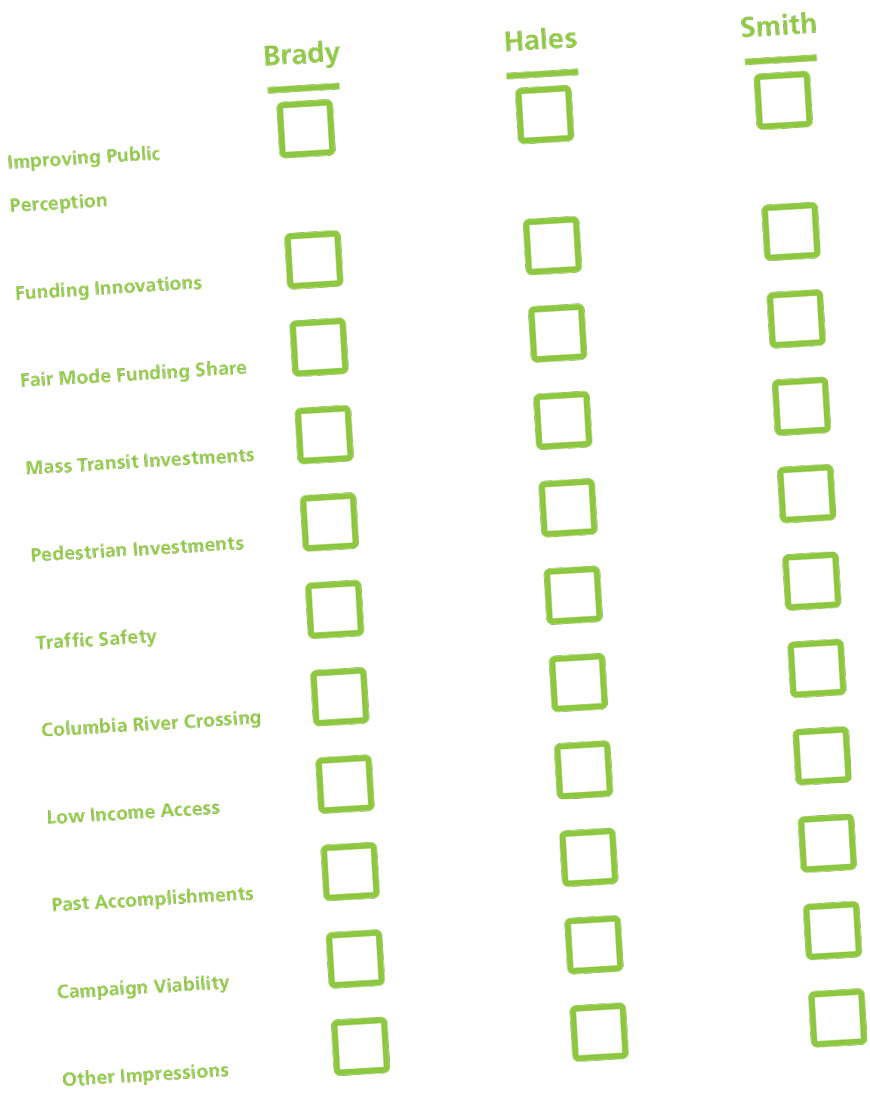 Brady Hales Smith
Improving Public
Perception
Funding Innovations
Fair Mode Funding Share
Mass Transit Investments
Pedestrian Investments
Traffic Safety
Columbia River Crossing
Low Income Access
Past Accomplishments
Campaign Viability
Other Impressions